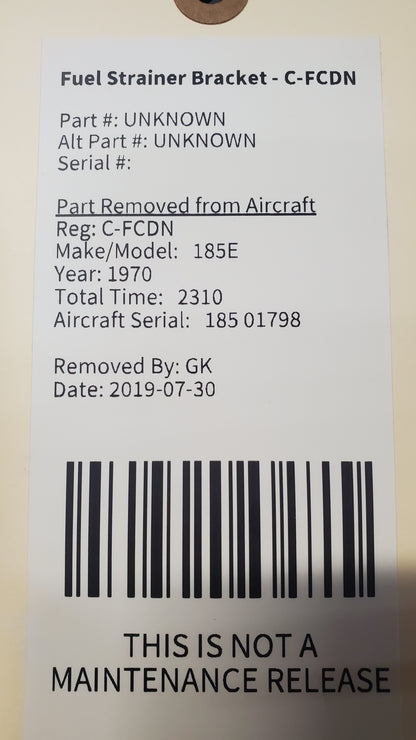 Fuel Strainer Bracket - C-FCDN
Part #: UNKNOWN
Alt Part #: UNKNOWN
Serial #:
Part Removed from Aircraft
Reg: C-FCDN
Make/Model: 185E
Year: 1970
Total Time: 2310
Aircraft Serial: 185 01798
Removed By: GK
Date: 2019-07-30
THIS IS NOT A
MAINTENANCE RELEASE